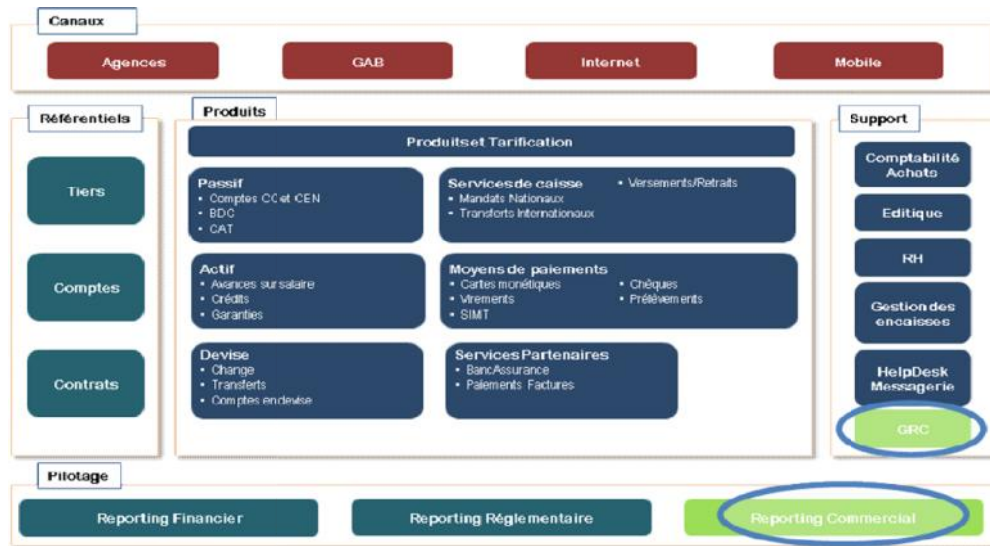 Canaux
Agences
GAB
Internet
Mobile
Référentiels
Tiers
Comptes
Contrats
Produits
Produits et Tarification
Passif
• Comptes CC et CEN
• BDC
• CAT
Services de caisse
• Mandats Nationaux
• Transferts Internationaux
• Versements/Retraits
Actif
• Avances sur salaire
• Crédits
• Garanties
Moyens de paiements
• Cartes monétiques
• Virements
• SIMT
• Chèques
• Prélèvements
Devise
• Change
• Transferts
• Comptes en devise
Services Partenaires
• BancAssurance
• Paiements Factures
Support
Comptabilité
Achats
Editique
RH
Gestion des
encaisses
HelpDesk
Messagerie
GRC
Pilotage
Reporting Financier
Reporting Réglementaire
Reporting Commercial